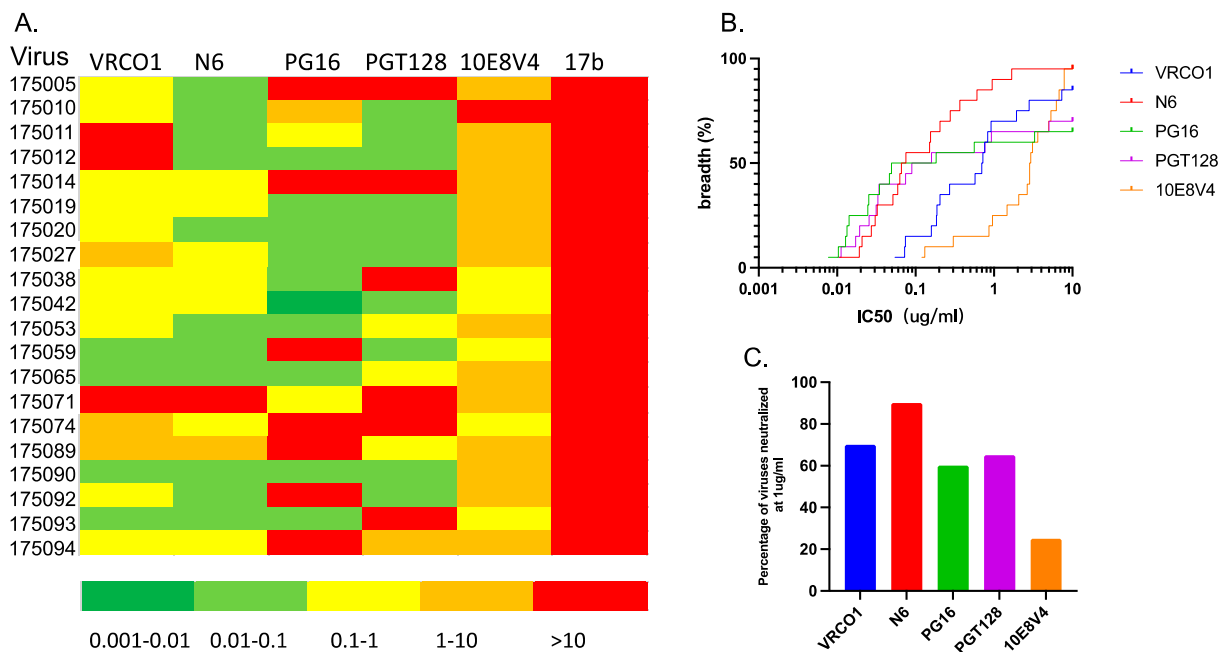 A.
Virus VRCO1 N6 PG16 PGT128 10E8V4 17b
175005
175010
175011
175012
175014
175019
175020
175027
175038
175042
175053
175059
175065
175071
175074
175089
175090
175092
175093
175094
0.001-0.01 0.01-0.1 0.1-1 1-10 >10
B.
breadth (%)
100
50
0
0.001 0.01 0.1 1 10
IC50 (ug/ml)
VRCO1
N6
PG16
PGT128
10E8V4
C.
Percentage of viruses neutralized
at 1ug/ml
100
80
60
40
20
0
VRCO1
N6
PG16
PGT128
10E8V4